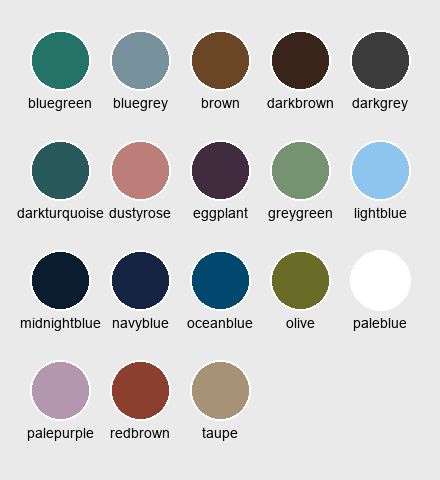 bluegreen bluegrey brown darkbrown darkgrey
darkturquoise dustyrose eggplant greygreen lightblue
midnightblue navyblue oceanblue olive paleblue
palepurple redbrown taupe